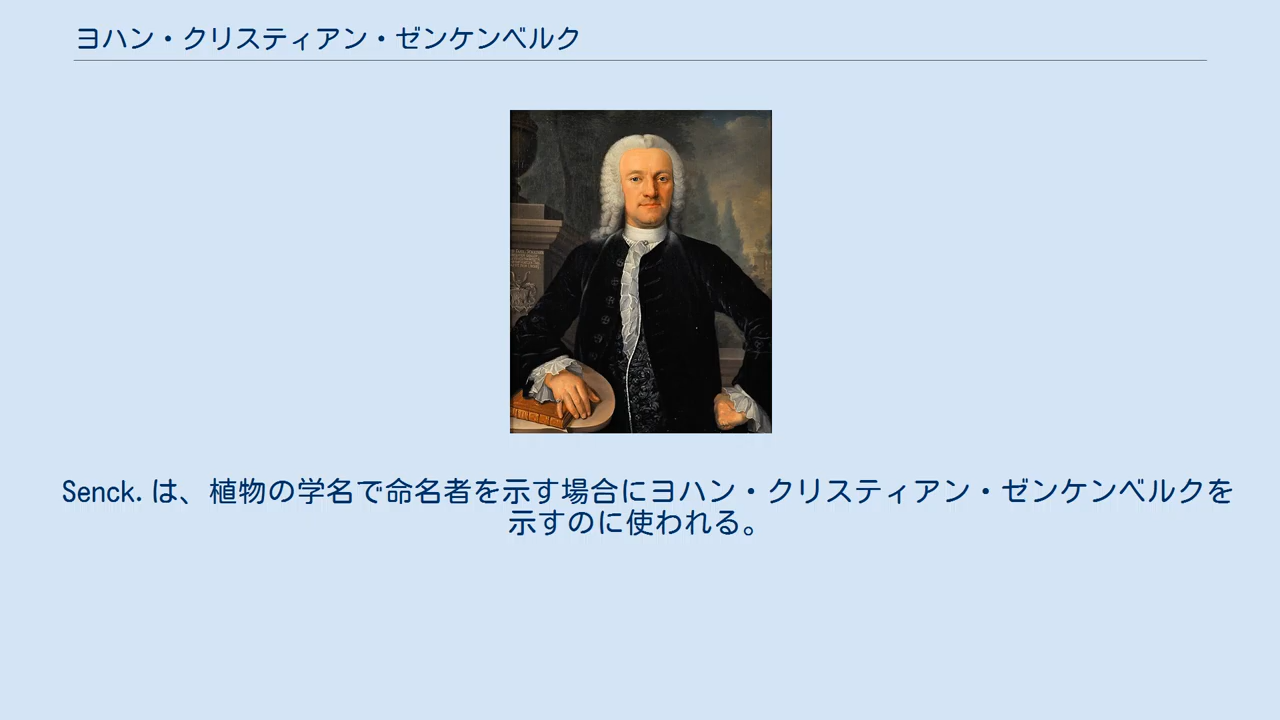 ヨハン・クリスティアン・ゼンケンベルク
Senck. は、植物の学名で命名者を示す場合にヨハン・クリスティアン・ゼンケンベルクを
示すのに使われる。